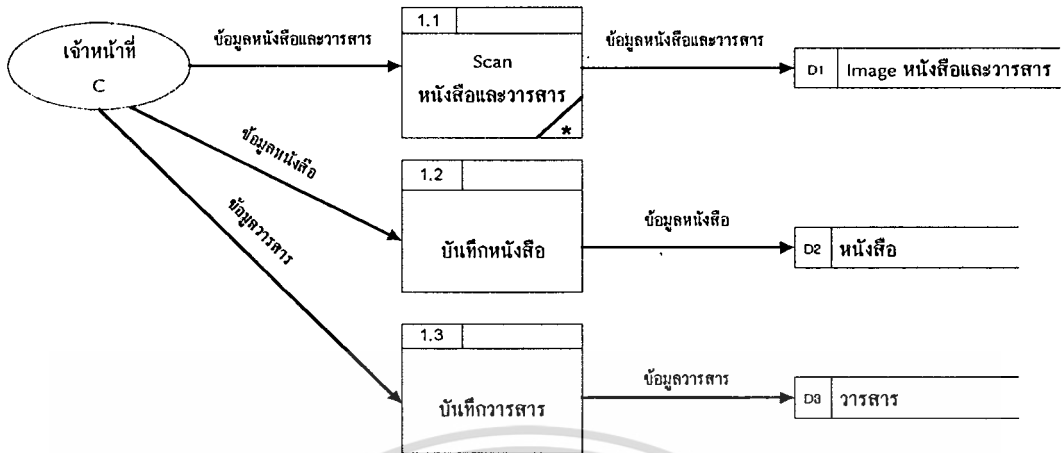 เจ้าหน้าที่
C
ข้อมูลหนังสือและวารสาร
1.1
Scan
หนังสือและวารสาร
*
ข้อมูลหนังสือและวารสาร
D1 Image หนังสือและวารสาร
ข้อมูลหนังสือ
1.2
บันทึกหนังสือ
ข้อมูลหนังสือ
D2 หนังสือ
ข้อมูลวารสาร
1.3
บันทึกวารสาร
ข้อมูลวารสาร
D3 วารสาร